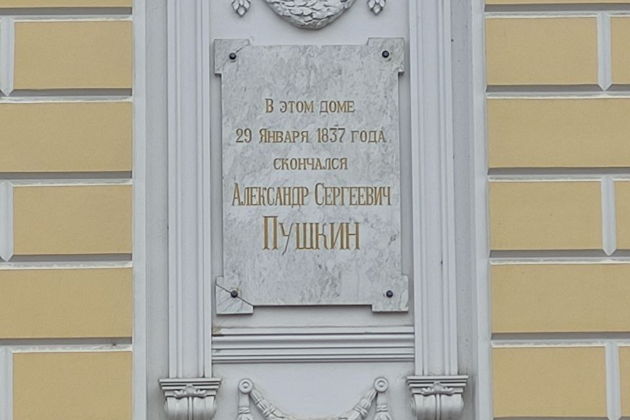 В этом доме
29 Января 1837 года
скончался
Александр Сергеевич
Пушкин